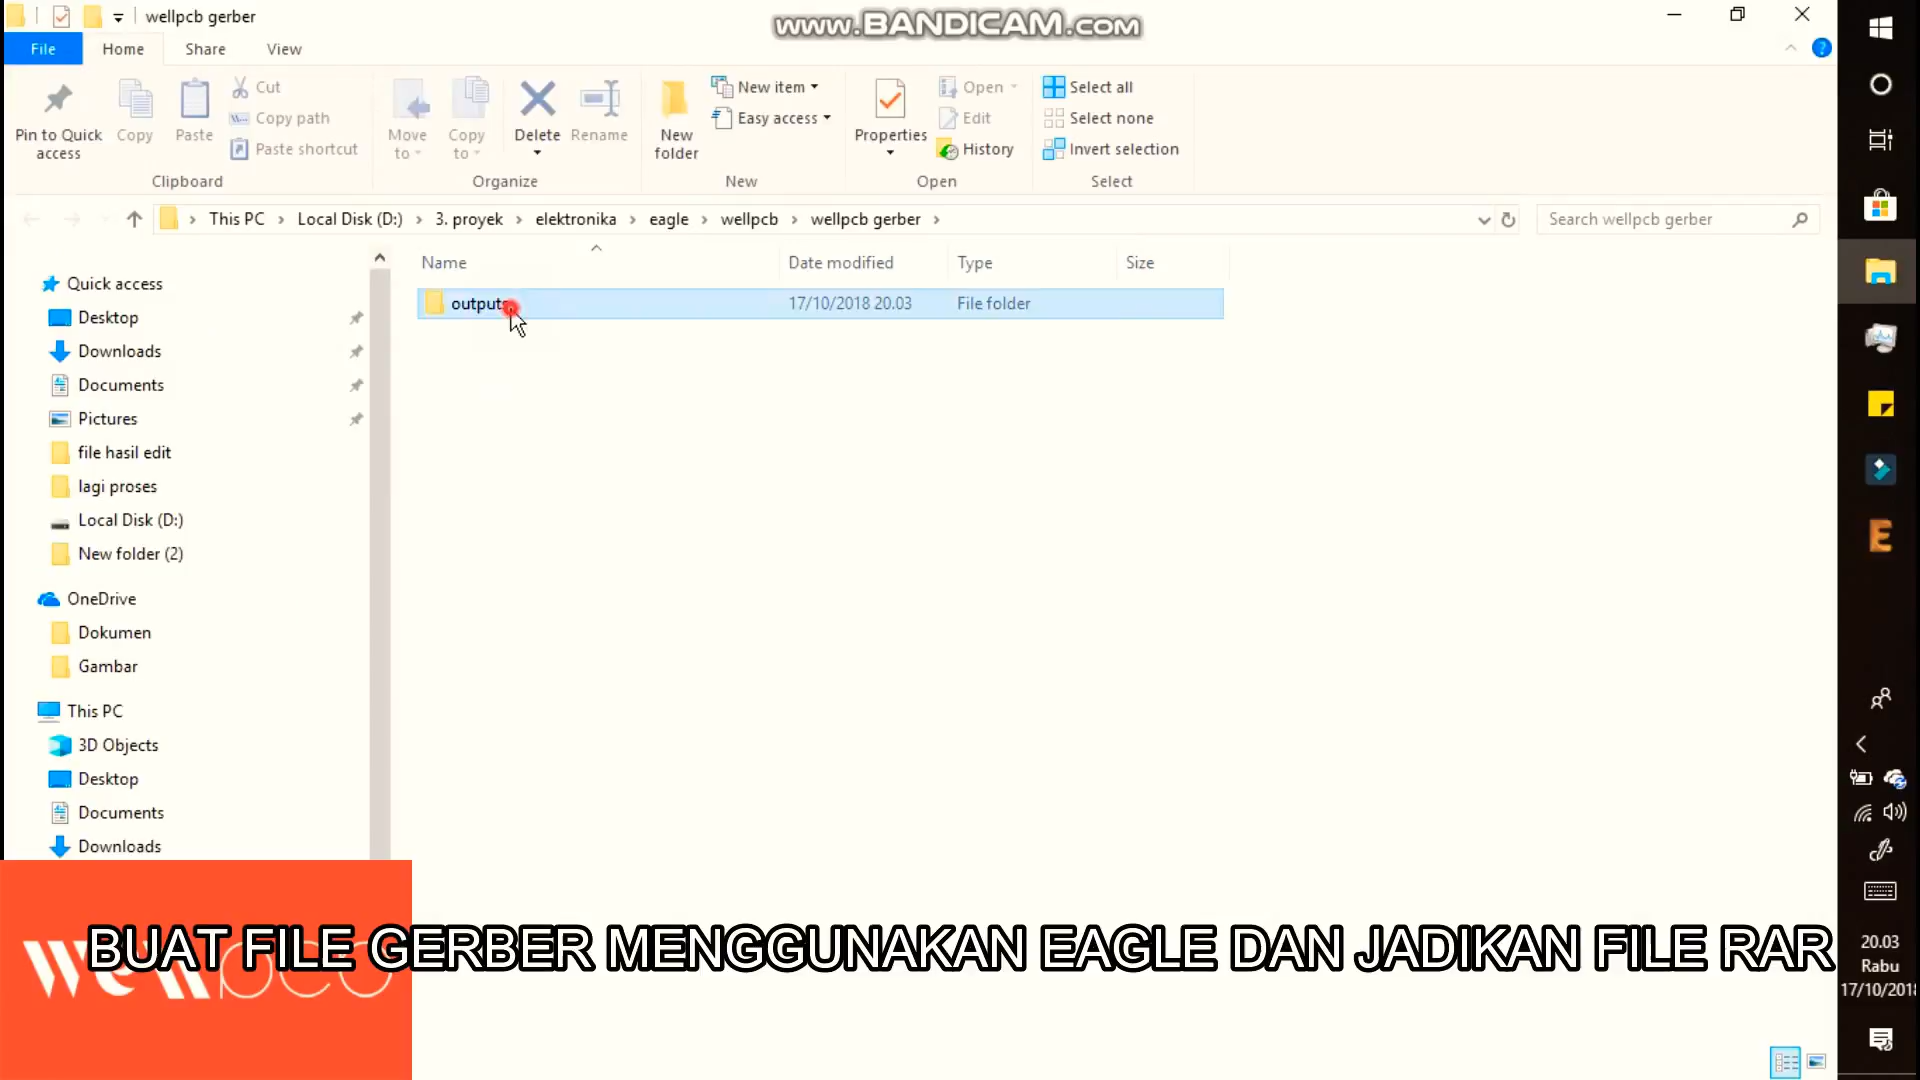 wellpcb gerber
www.BANDICAM.com
File Home Share View
Pin to Quick access
Copy
Paste
Cut
Copy path
Paste shortcut
Clipboard
Move to
Copy to
Delete
Rename
Organize
New folder
New item
Easy access
New
Properties
Open
Edit
History
Open
Select all
Select none
Invert selection
Select
This PC > Local Disk (D:) > 3. proyek > elektronika > eagle > wellpcb > wellpcb gerber >
Search wellpcb gerber
Name Date modified Type Size
outputs 17/10/2018 20.03 File folder
Quick access
Desktop
Downloads
Documents
Pictures
file hasil edit
lagi proses
Local Disk (D:)
New folder (2)
OneDrive
Dokumen
Gambar
This PC
3D Objects
Desktop
Documents
Downloads
BUAT FILE GERBER MENGGUNAKAN EAGLE DAN JADIKAN FILE RAR
20.03
Rabu
17/10/2018